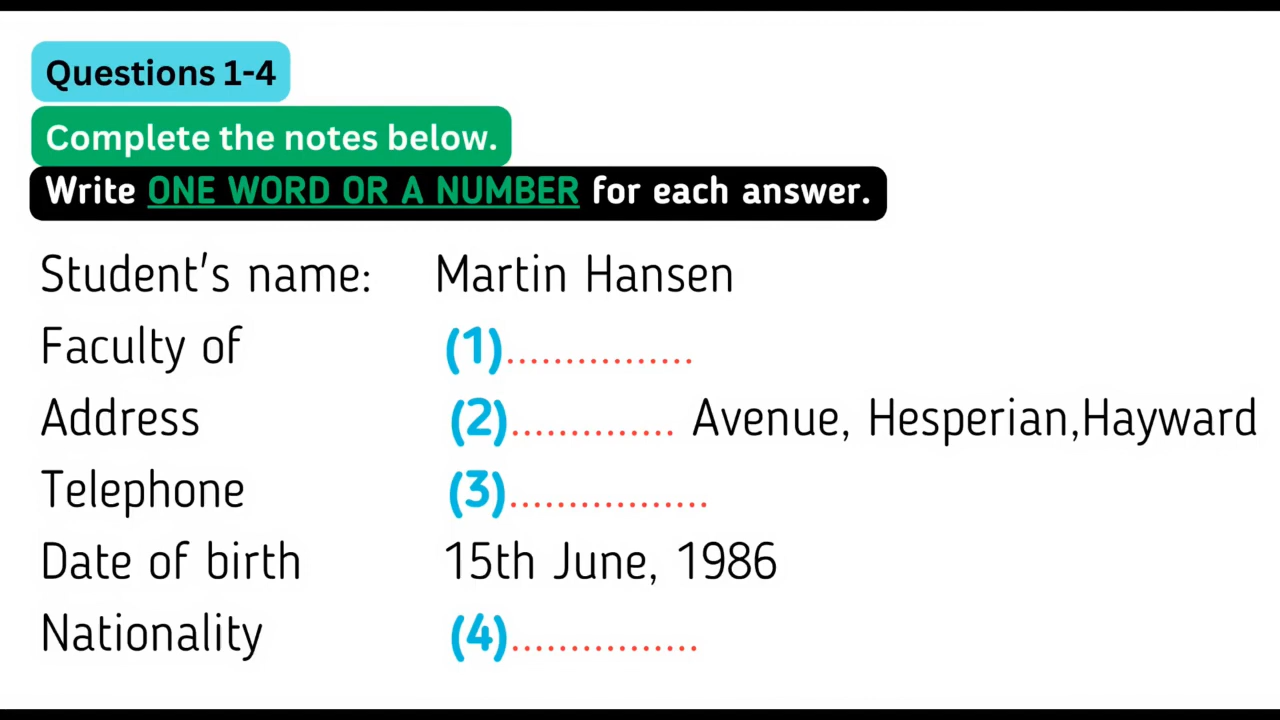 Questions 1-4
Complete the notes below.
Write ONE WORD OR A NUMBER for each answer.
Student's name: Martin Hansen
Faculty of (1)................
Address (2).............. Avenue, Hesperian,Hayward
Telephone (3).................
Date of birth 15th June, 1986
Nationality (4)................